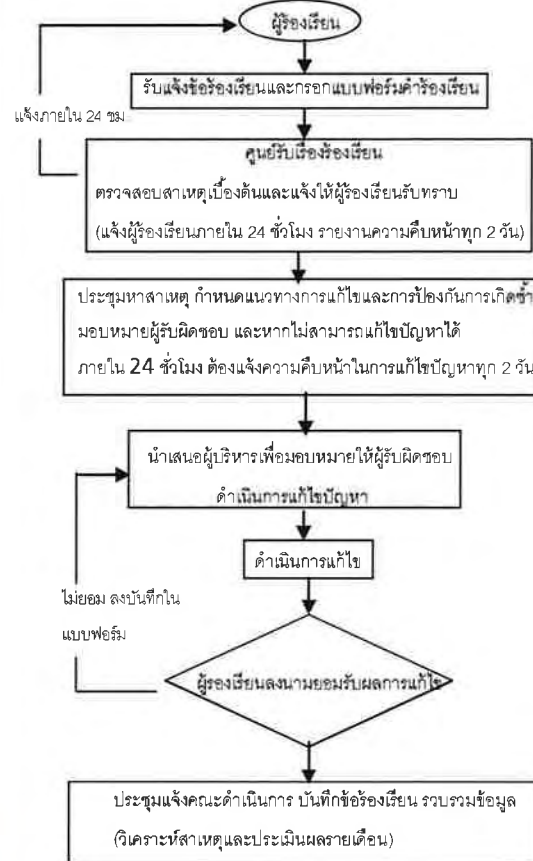 ผู้ร้องเรียน
รับแจ้งข้อร้องเรียนและกรอกแบบฟอร์มคำร้องเรียน
แจ้งภายใน 24 ชม
ศูนย์รับเรื่องร้องเรียน
ตรวจสอบสาเหตุเบื้องต้นและแจ้งให้ผู้ร้องเรียนรับทราบ
(แจ้งผู้ร้องเรียนภายใน 24 ชั่วโมง รายงานความคืบหน้าทุก 2 วัน)
ประชุมหาสาเหตุ กำหนดแนวทางการแก้ไขและการป้องกันการเกิดซ้ำ
มอบหมายผู้รับผิดชอบ และหากไม่สามารถแก้ไขปัญหาได้
ภายใน 24 ชั่วโมง ต้องแจ้งความคืบหน้าในการแก้ไขปัญหาทุก 2 วัน
นำเสนอผู้บริหารเพื่อมอบหมายให้ผู้รับผิดชอบ
ดำเนินการแก้ไขปัญหา
ดำเนินการแก้ไข
ไม่ยอม ลงบันทึกใน
แบบฟอร์ม
ผู้รองเรียนลงนามยอมรับผลการแก้ไข
ประชุมแจ้งคณะดำเนินการ บันทึกข้อร้องเรียน รวบรวมข้อมูล
(วิเคราะห์สาเหตุและประเมินผลรายเดือน)